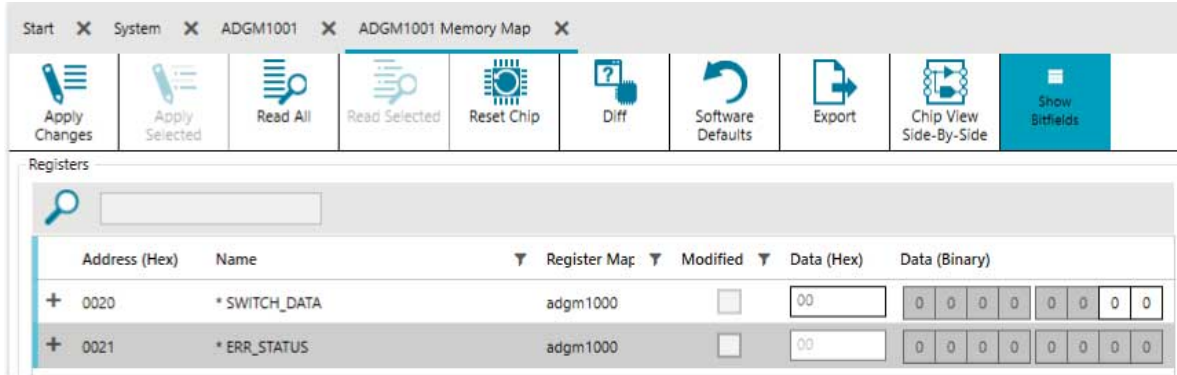 Start System ADGM1001 ADGM1001 Memory Map
Apply Changes Apply Selected Read All Read Selected Reset Chip Diff Software Defaults Export Chip View Side-By-Side Show Bitfields
Registers
Address (Hex) Name Register Map Modified Data (Hex) Data (Binary)
0020 * SWITCH_DATA adgm1000 00 0 0 0 0 0 0 0 0
0021 * ERR_STATUS adgm1000 00 0 0 0 0 0 0 0 0